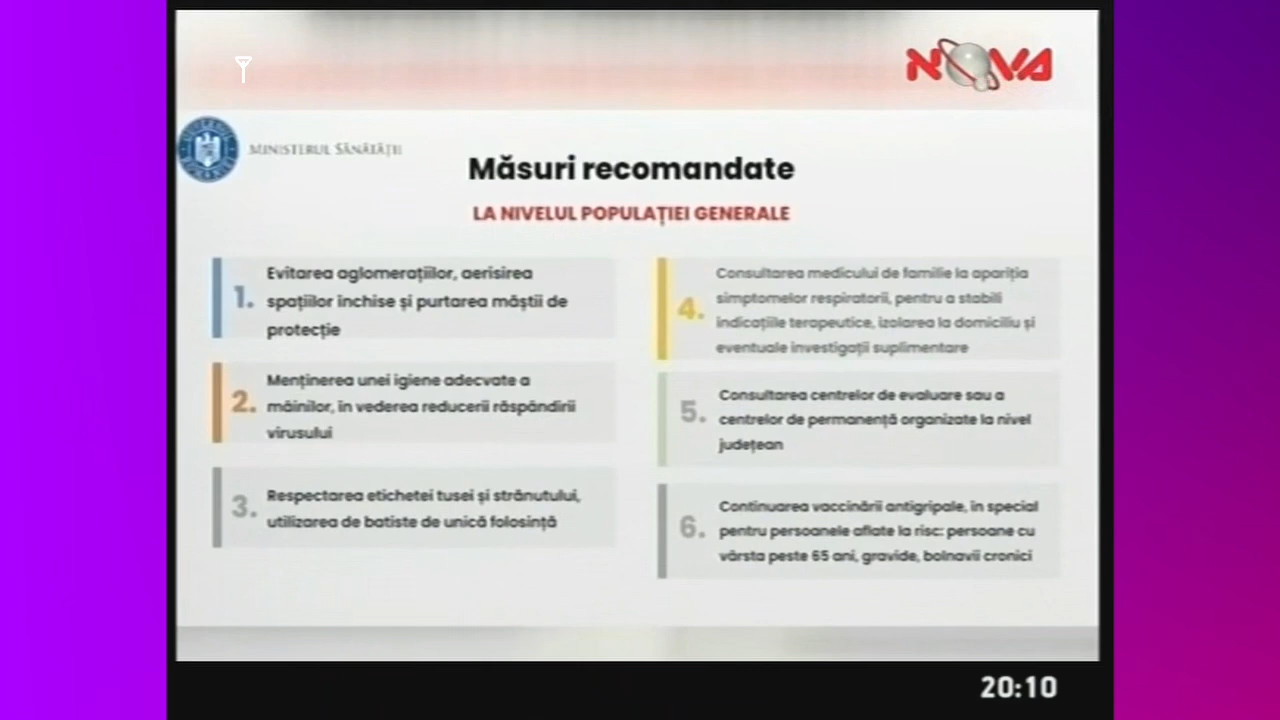 NOVA
MINISTERUL SĂNĂTĂȚII
Măsuri recomandate
LA NIVELUL POPULAȚIEI GENERALE
1. Evitarea aglomerațiilor, aerisirea
spațiilor închise și purtarea măștii de
protecție
2. Menținerea unei igiene adecvate a
mâinilor, în vederea reducerii răspândirii
virusului
3. Respectarea etichetei tusei și strănutului,
utilizarea de batiste de unică folosință
4. Consultarea medicului de familie la apariția
simptomelor respiratorii, pentru a stabili
indicațiile terapeutice, izolarea la domiciliu și
eventuale investigații suplimentare
5. Consultarea centrelor de evaluare sau a
centrelor de permanență organizate la nivel
județean
6. Continuarea vaccinării antigripale, în special
pentru persoanele aflate la risc: persoane cu
vârsta peste 65 ani, gravide, bolnavii cronici
20:10